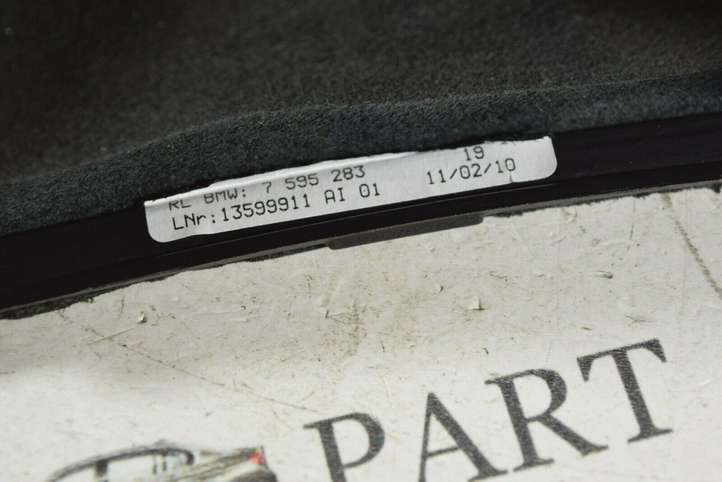 RL BMW: 7 595 283 19
LNr:13599911 AI 01 11/02/10
PART